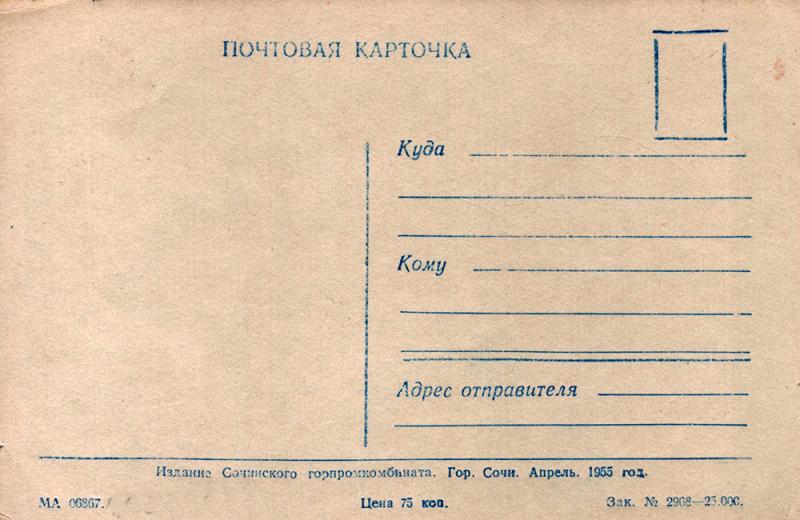 ПОЧТОВАЯ КАРТОЧКА
Куда
Кому
Адрес отправителя
Издание Сочинского горпромкомбината. Гор. Сочи. Апрель. 1955 год.
МА 06867.
Цена 75 коп.
Зак. № 2968—25.000.